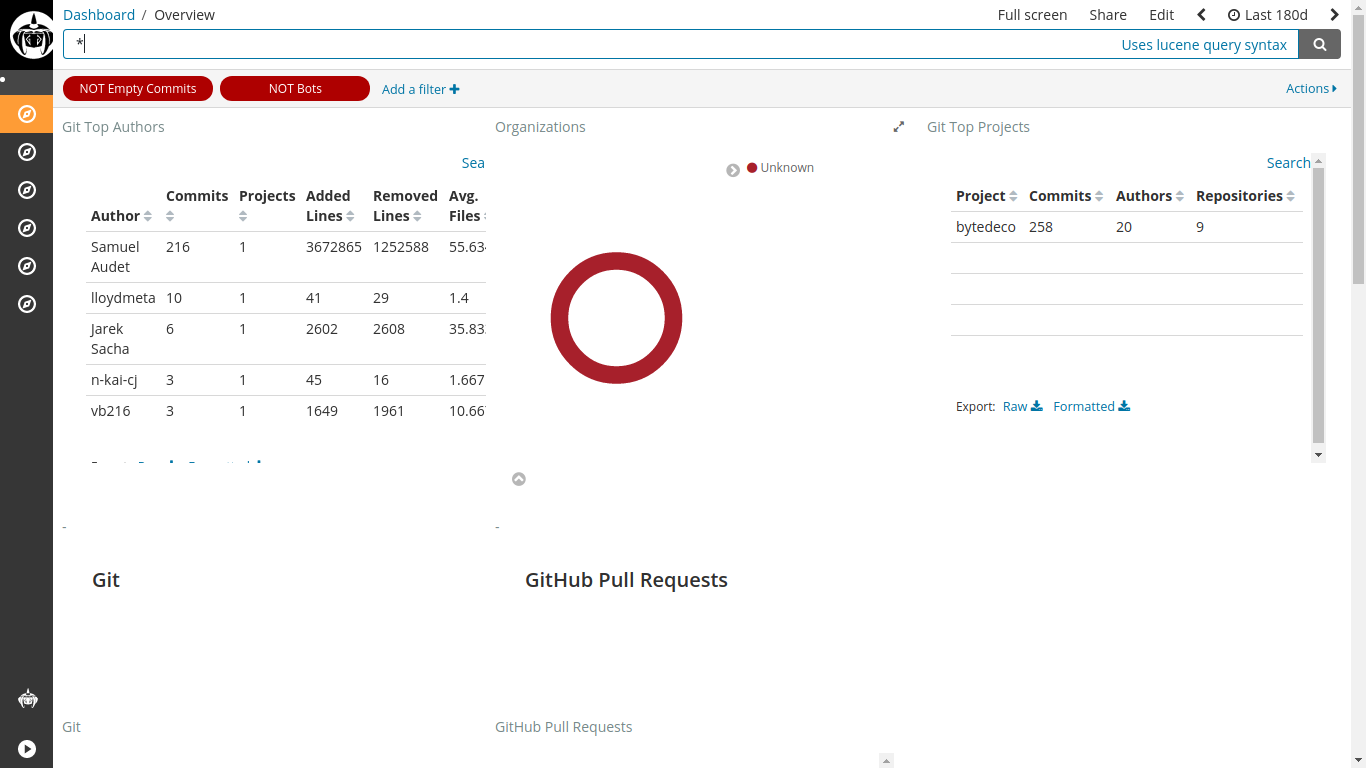 Dashboard / Overview
Full screen Share Edit Last 180d
*
Uses lucene query syntax
NOT Empty Commits NOT Bots Add a filter
Actions
Git Top Authors
Sea
Author Commits Projects Added Lines Removed Lines Avg. Files
Samuel Audet 216 1 3672865 1252588 55.634
lloydmeta 10 1 41 29 1.4
Jarek Sacha 6 1 2602 2608 35.83
n-kai-cj 3 1 45 16 1.667
vb216 3 1 1649 1961 10.66
Organizations
Unknown
Git Top Projects
Search
Project Commits Authors Repositories
bytedeco 258 20 9
Export: Raw Formatted
-
-
Git
GitHub Pull Requests
Git
GitHub Pull Requests